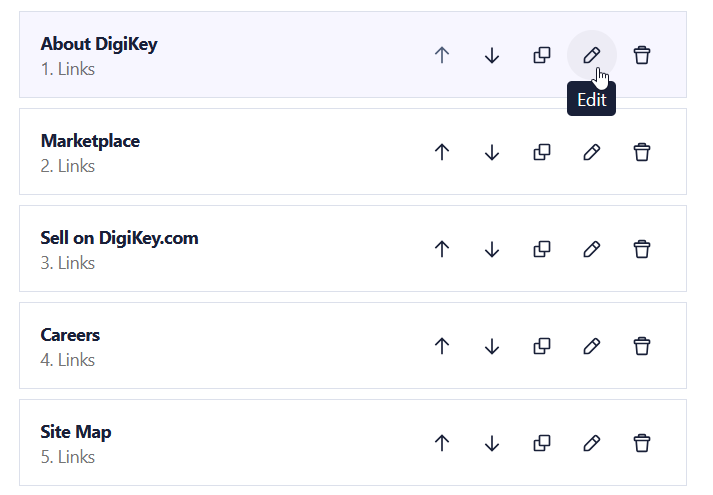 About DigiKey
1. Links
Edit
Marketplace
2. Links
Sell on DigiKey.com
3. Links
Careers
4. Links
Site Map
5. Links